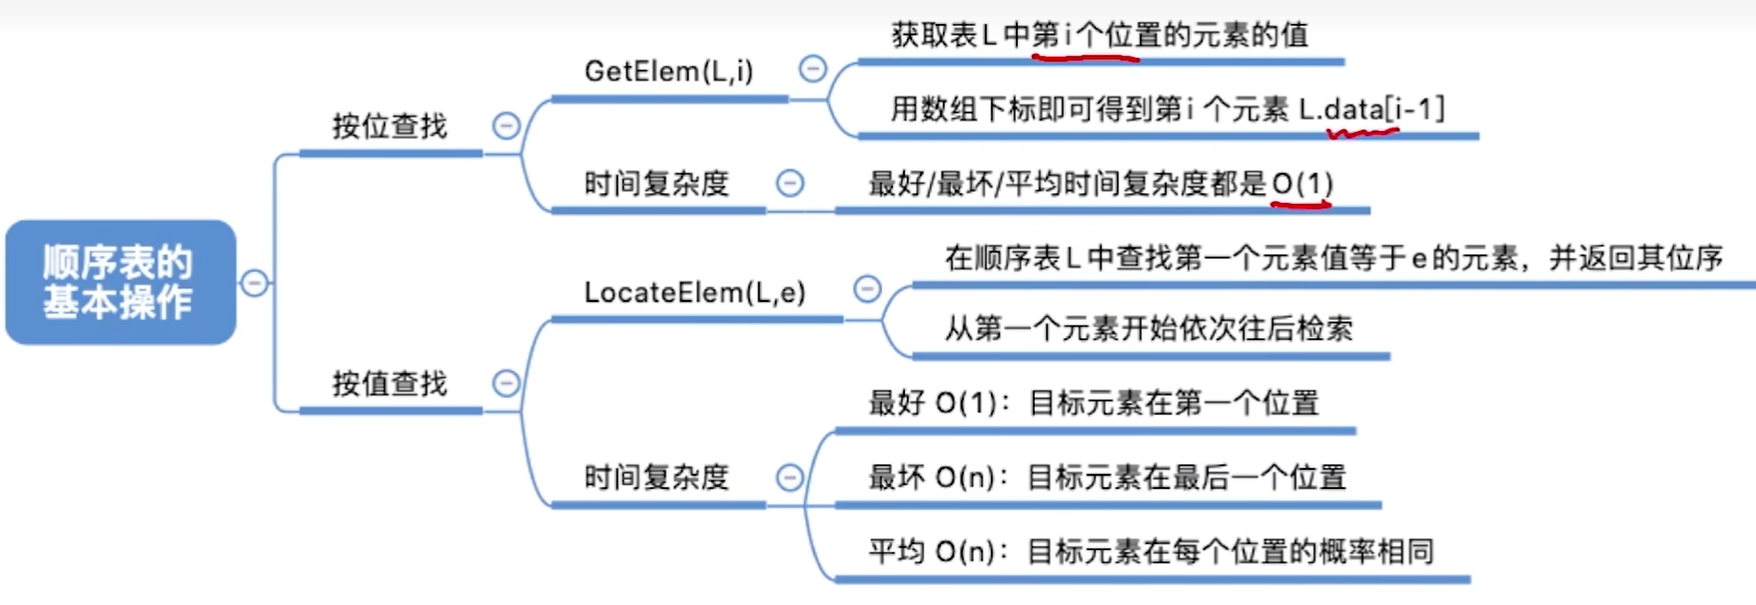 顺序表的
基本操作
按位查找
GetElem(L,i)
获取表L中第i个位置的元素的值
用数组下标即可得到第i个元素 L.data[i-1]
时间复杂度
最好/最坏/平均时间复杂度都是O(1)
按值查找
LocateElem(L,e)
在顺序表L中查找第一个元素值等于e的元素，并返回其位序
从第一个元素开始依次往后检索
时间复杂度
最好 O(1)：目标元素在第一个位置
最坏 O(n)：目标元素在最后一个位置
平均 O(n)：目标元素在每个位置的概率相同